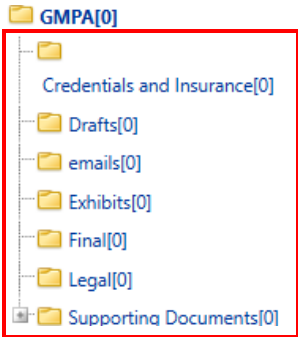 GMPA[0]
Credentials and Insurance[0]
Drafts[0]
emails[0]
Exhibits[0]
Final[0]
Legal[0]
Supporting Documents[0]